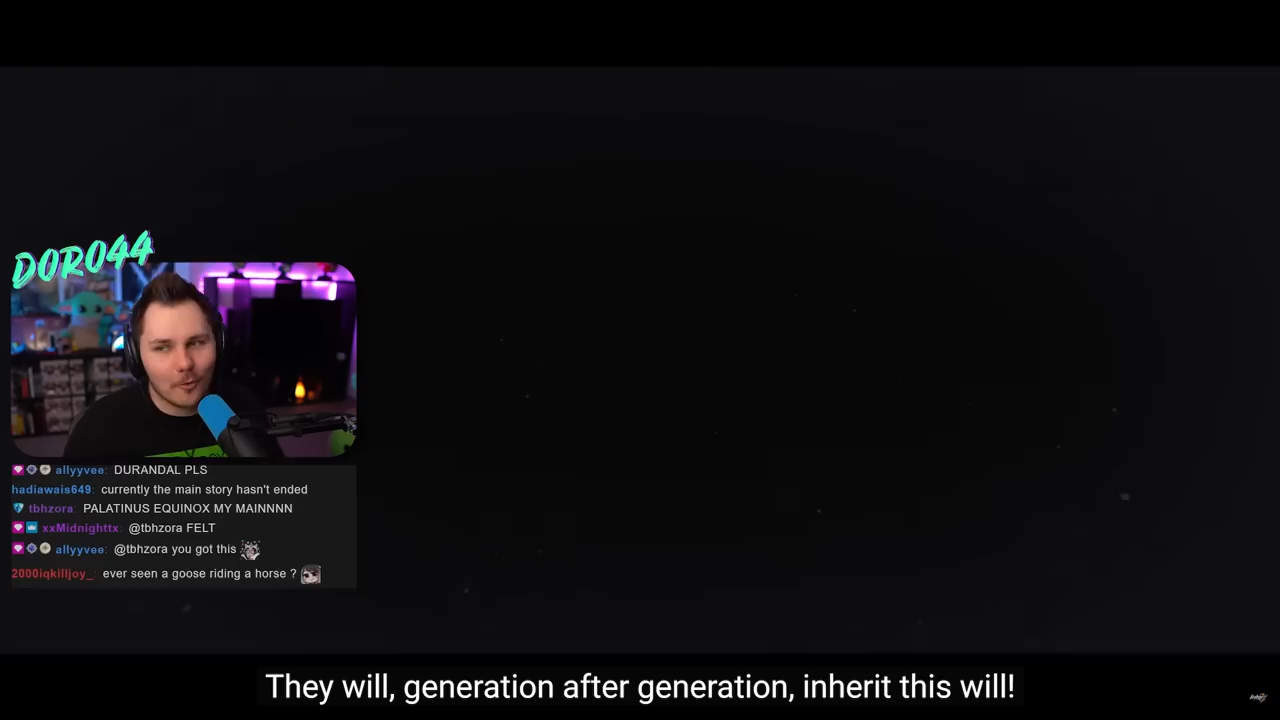 DORO44
allyyvee: DURANDAL PLS
hadiawais649: currently the main story hasn't ended
tbhzora: PALATINUS EQUINOX MY MAINNNN
xxMidnighttx: @tbhzora FELT
allyyvee: @tbhzora you got this
2000iqkilljoy_: ever seen a goose riding a horse ?
They will, generation after generation, inherit this will!